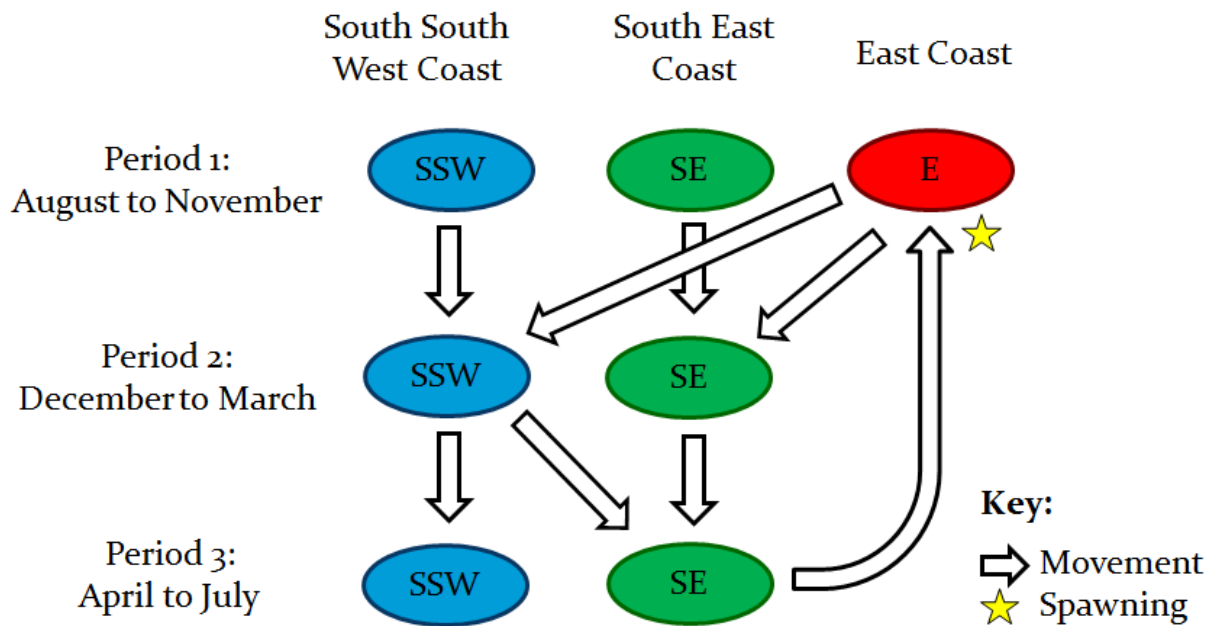 South South
West Coast
South East
Coast
East Coast
Period 1:
August to November
SSW
SE
E
Period 2:
December to March
SSW
SE
Period 3:
April to July
SSW
SE
Key:
Movement
Spawning